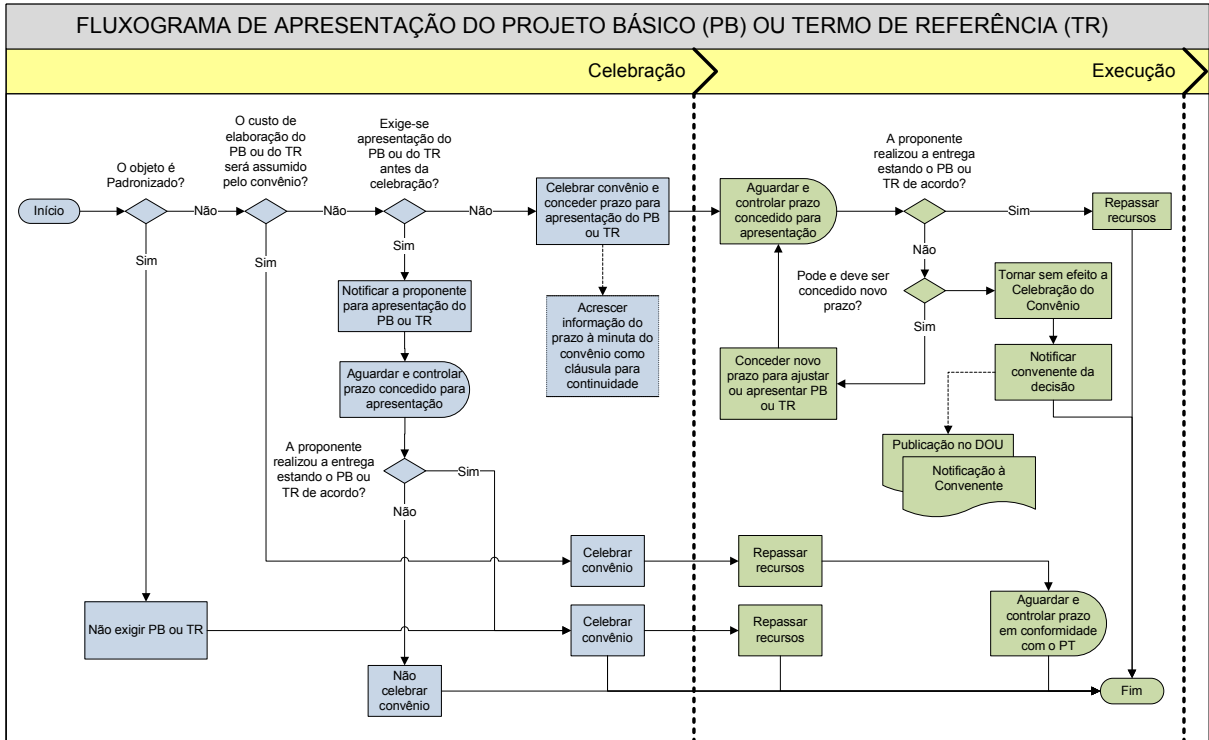 FLUXOGRAMA DE APRESENTAÇÃO DO PROJETO BÁSICO (PB) OU TERMO DE REFERÊNCIA (TR)
Celebração
Execução
Início
O objeto é
Padronizado?
Não
Sim
O custo de
elaboração do
PB ou do TR
será assumido
pelo convênio?
Não
Sim
Exige-se
apresentação do
PB ou do TR
antes da
celebração?
Não
Sim
Celebrar convênio e
conceder prazo para
apresentação do PB
ou TR
Acrescer
informação do
prazo à minuta do
convênio como
cláusula para
continuidade
Notificar a proponente
para apresentação do
PB ou TR
Aguardar e controlar
prazo concedido para
apresentação
A proponente
realizou a entrega
estando o PB ou
TR de acordo?
Sim
Não
Aguardar e
controlar prazo
concedido para
apresentação
A proponente
realizou a entrega
estando o PB ou
TR de acordo?
Sim
Repassar
recursos
Não
Pode e deve ser
concedido novo
prazo?
Sim
Tornar sem efeito a
Celebração do
Convênio
Conceder novo
prazo para ajustar
ou apresentar PB
ou TR
Notificar
convenente da
decisão
Publicação no DOU
Notificação à
Convenente
Celebrar
convênio
Repassar
recursos
Aguardar e
controlar prazo
em conformidade
com o PT
Não exigir PB ou TR
Celebrar
convênio
Repassar
recursos
Não
celebrar
convênio
Fim